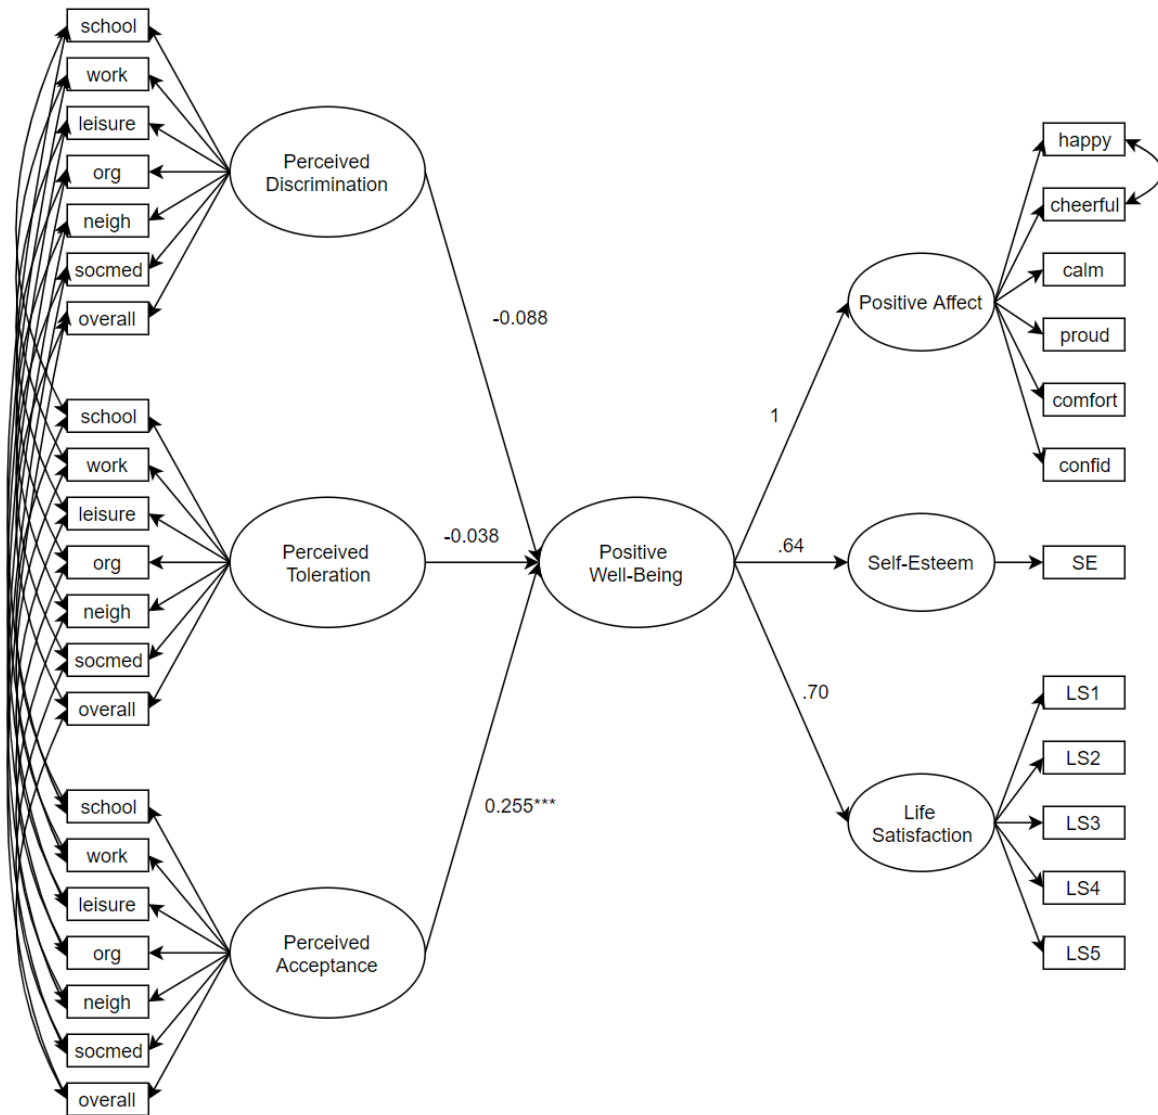 school
work
leisure
org
neigh
socmed
overall
Perceived
Discrimination
-0.088
school
work
leisure
org
neigh
socmed
overall
Perceived
Toleration
-0.038
school
work
leisure
org
neigh
socmed
overall
Perceived
Acceptance
0.255***
Positive
Well-Being
1
.64
.70
Positive Affect
happy
cheerful
calm
proud
comfort
confid
Self-Esteem
SE
Life
Satisfaction
LS1
LS2
LS3
LS4
LS5